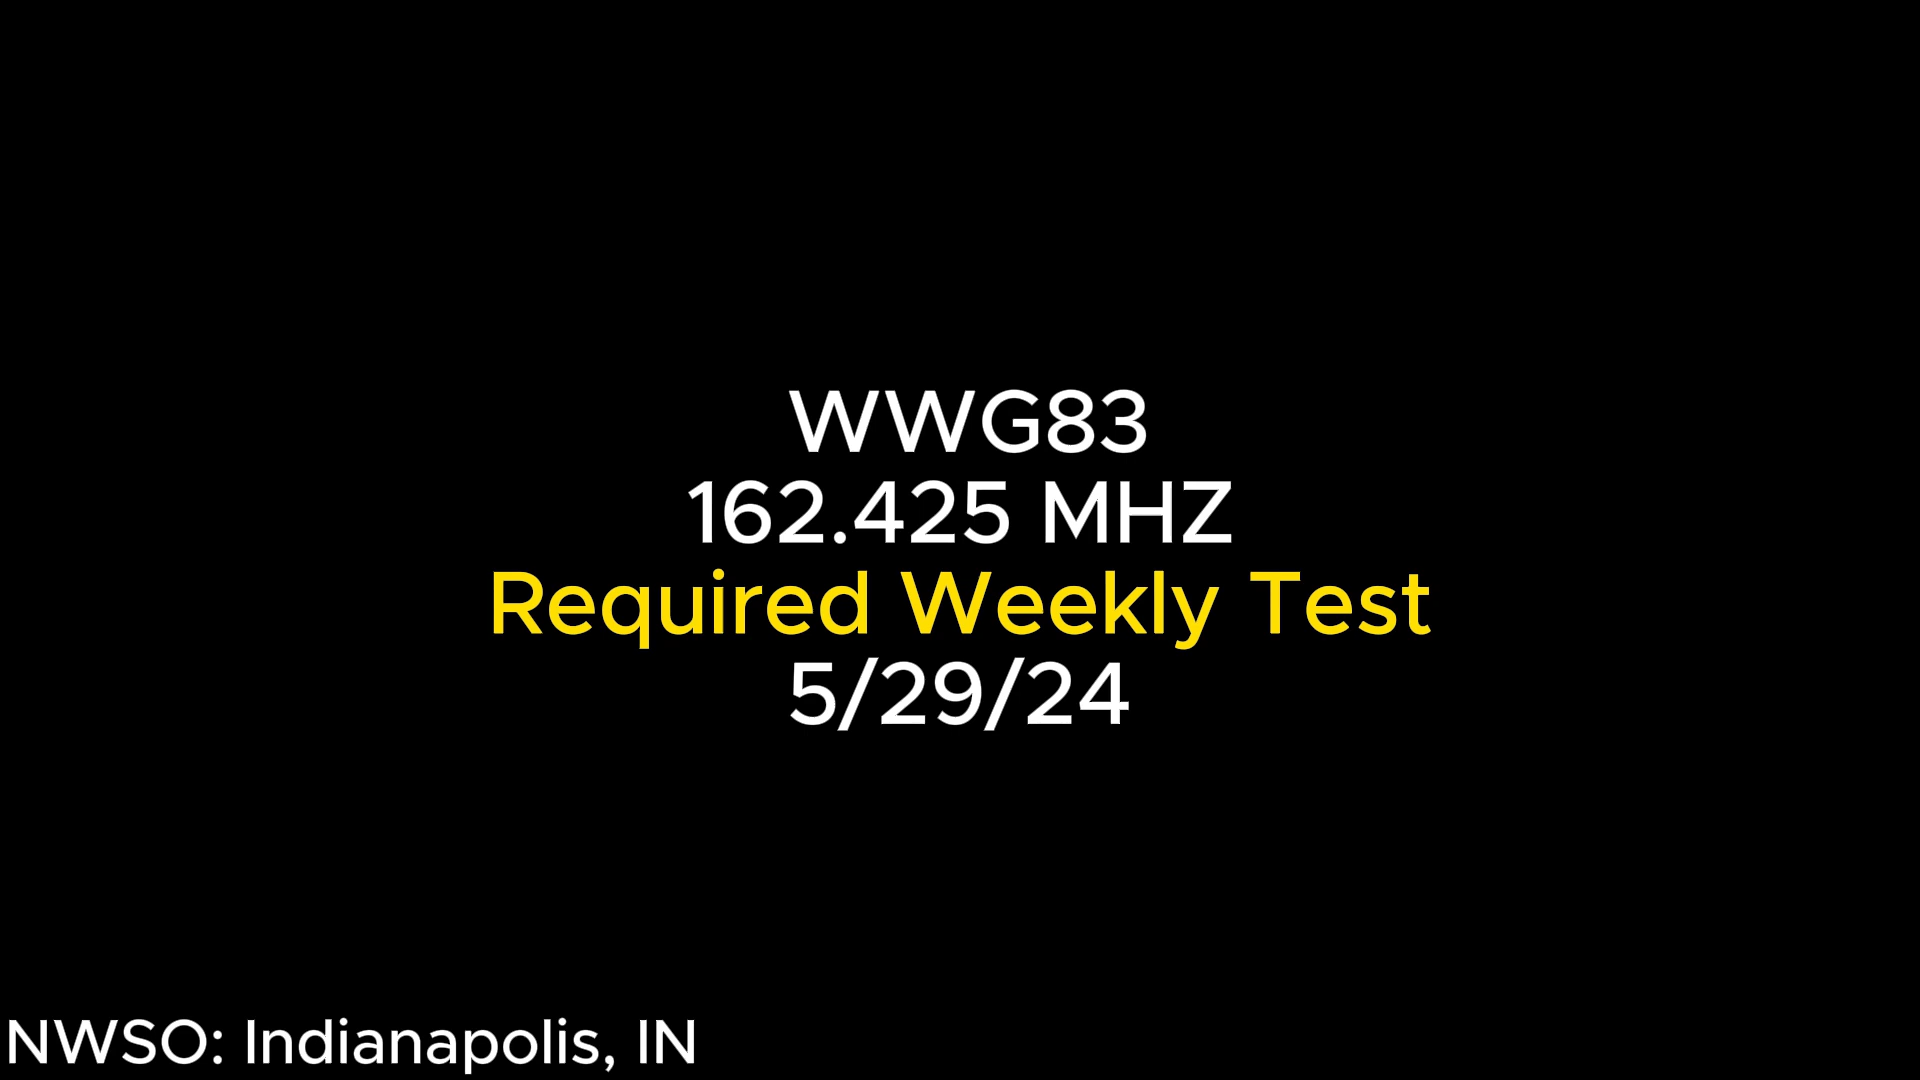 WWG83
162.425 MHZ
Required Weekly Test
5/29/24
NWSO: Indianapolis, IN